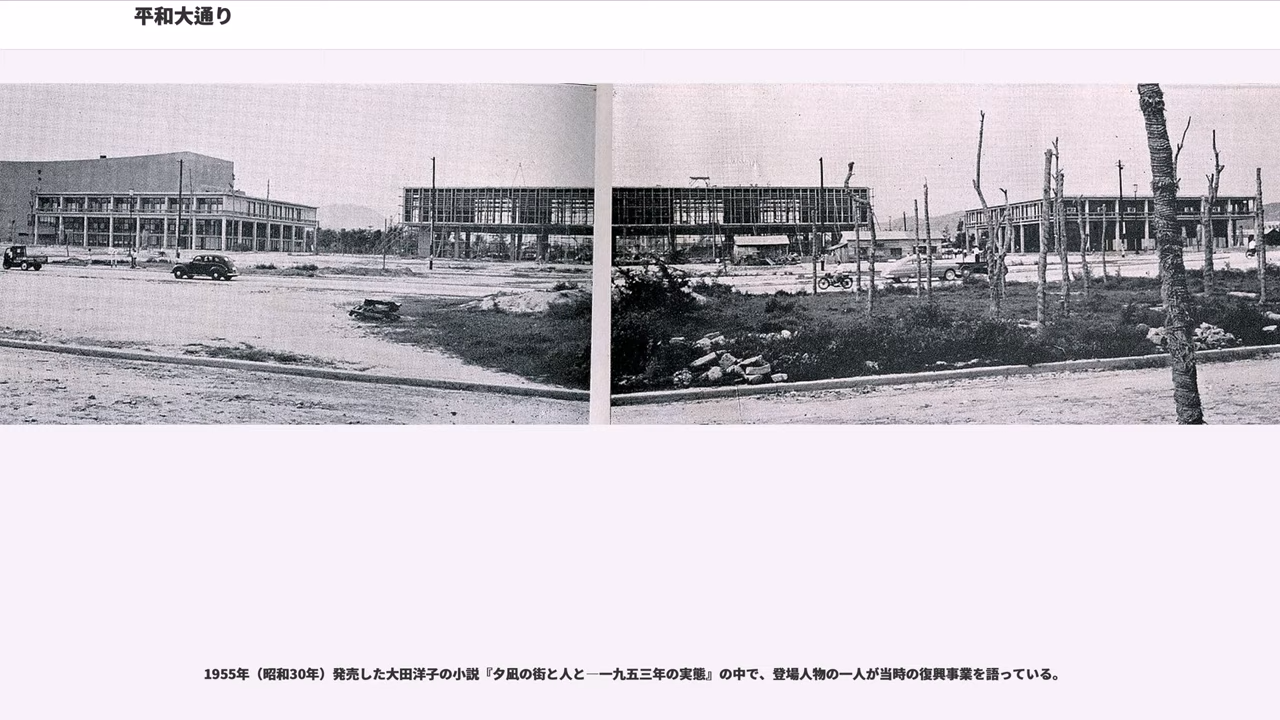 平和大通り
1955年（昭和30年）発売した大田洋子の小説『夕凪の街と人と―一九五三年の実態』の中で、登場人物の一人が当時の復興事業を語っている。